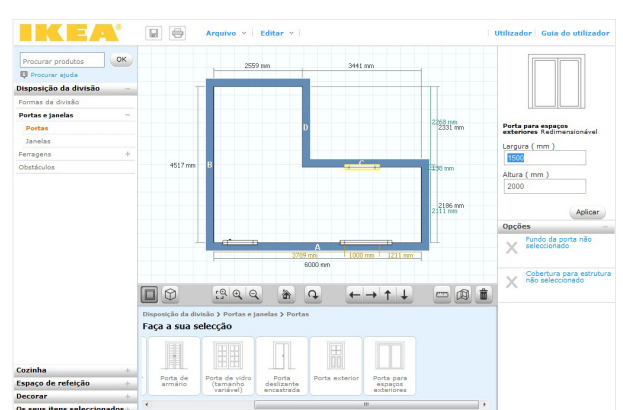 IKEA
Arquivo
Editar
Utilizador
Guia do utilizador
Procurar produtos
OK
Procurar ajuda
Disposição da divisão
Formas da divisão
Portas e janelas
Portas
Janelas
Ferragens
Obstáculos
Cozinha
Espaço de refeição
Decorar
Os seus itens seleccionados
2559 mm
3441 mm
2268 mm
2331 mm
D
C
4517 mm
B
138 mm
2186 mm
2111 mm
A
3789 mm
1000 mm
1211 mm
6000 mm
Disposição da divisão > Portas e janelas > Portas
Faça a sua selecção
Porta de
armário
Porta de vidro
(tamanho
variável)
Porta
deslizante
encastrada
Porta exterior
Porta para
espaços
exteriores
Porta para espaços
exteriores Redimensionável
Largura ( mm )
1500
Altura ( mm )
2000
Aplicar
Opções
Fundo da porta não
seleccionado
Cobertura para estrutura
não seleccionado